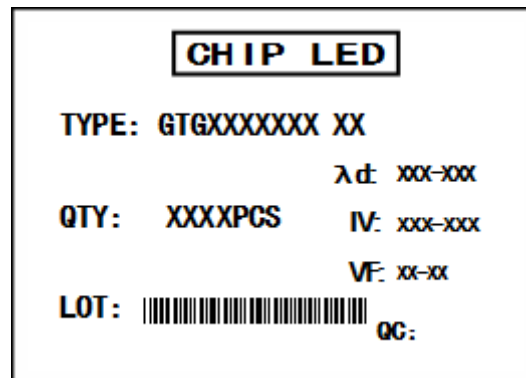 CHIP LED
TYPE: GTGXXXXXXX XX
λd: XXX-XXX
QTY: XXXXPCS
IV: XXX-XXX
VF: XX-XX
LOT:
QC: